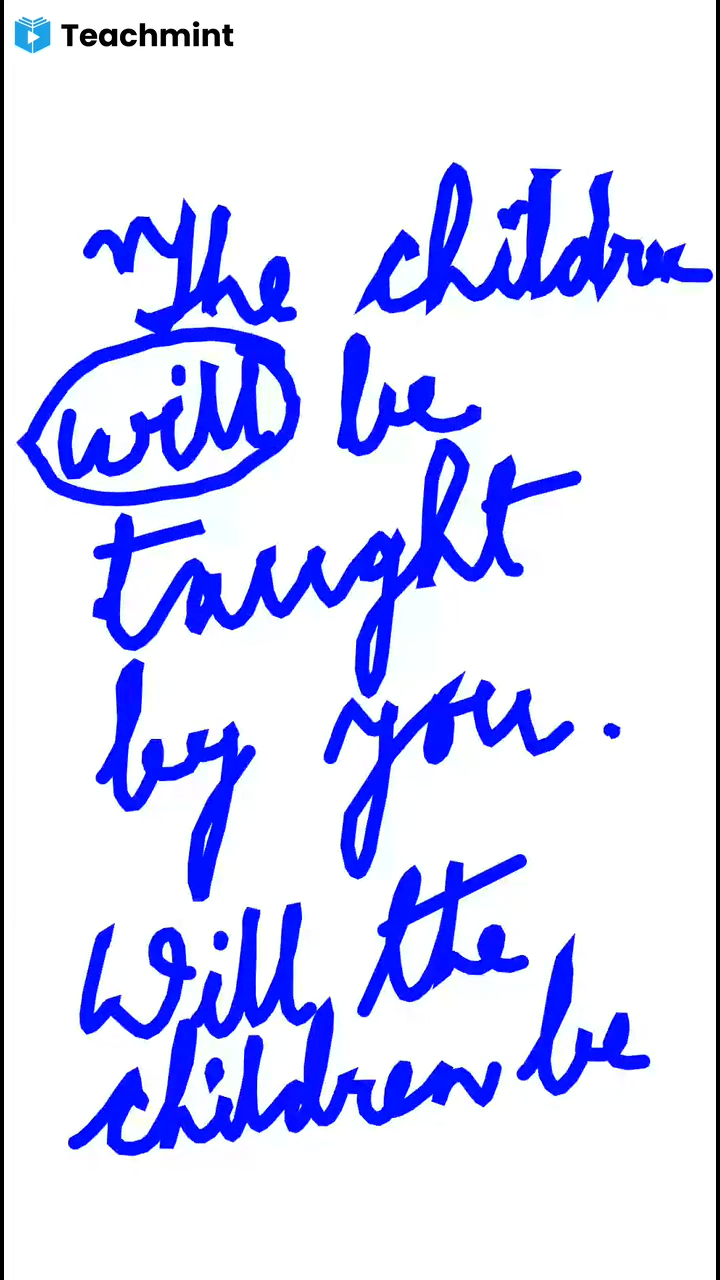 Teachmint
The children
will be
taught
by you.
Will the
children be